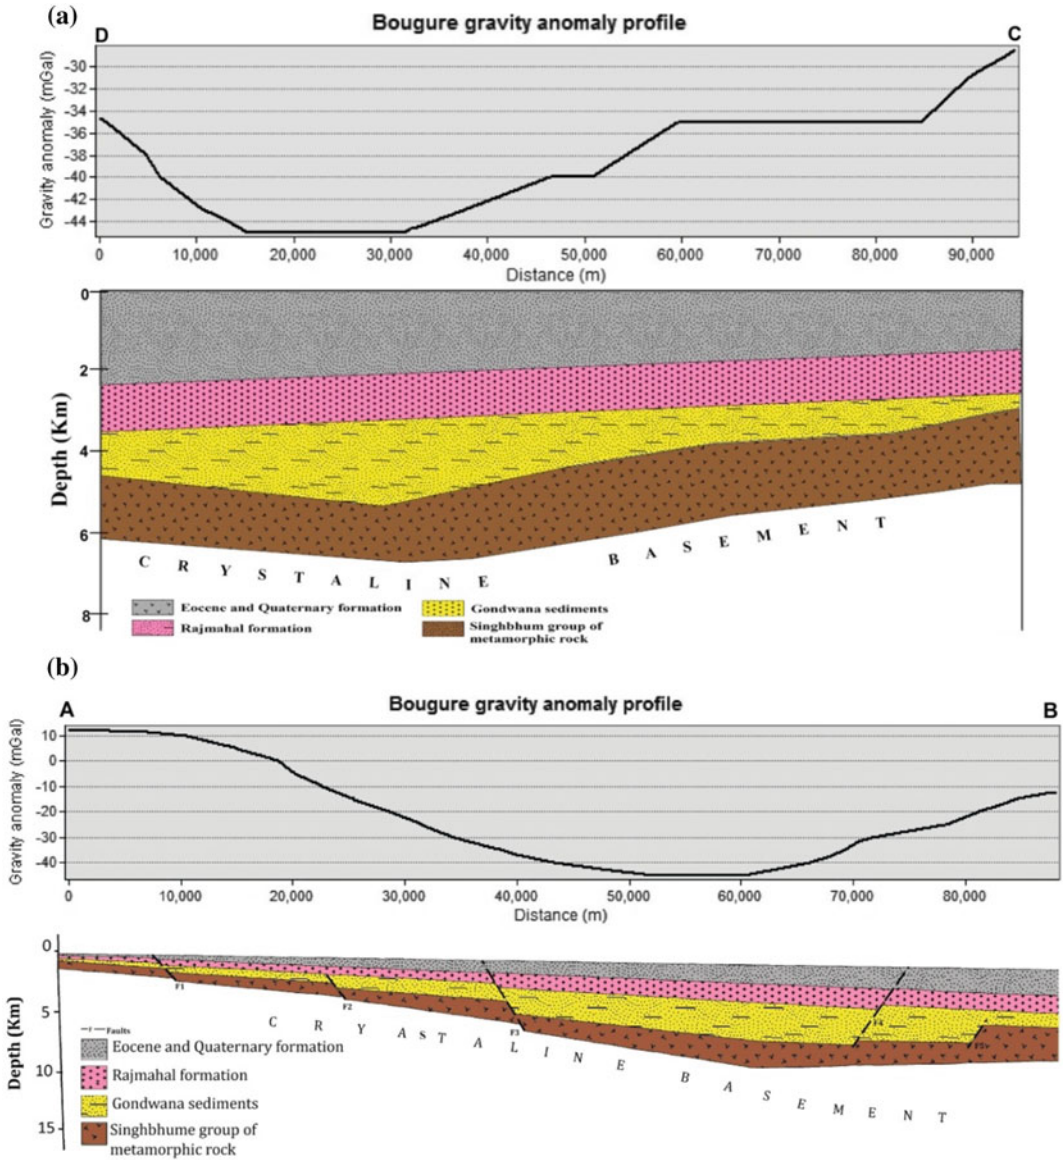 (a)
Bougure gravity anomaly profile
D
C
Gravity anomaly (mGal)
-30
-32
-34
-36
-38
-40
-42
-44
0 10,000 20,000 30,000 40,000 50,000 60,000 70,000 80,000 90,000
Distance (m)
Depth (Km)
0
2
4
6
8
C R Y S T A L I N E B A S E M E N T
Eocene and Quaternary formation
Rajmahal formation
Gondwana sediments
Singhbhum group of
metamorphic rock
(b)
Bougure gravity anomaly profile
A
B
Gravity anomaly (mGal)
10
0
-10
-20
-30
-40
0 10,000 20,000 30,000 40,000 50,000 60,000 70,000 80,000
Distance (m)
Depth (Km)
0
5
10
15
F1
F2
F3
F4
F5
C R Y A S T A L I N E B A S E M E N T
F Faults
Eocene and Quaternary formation
Rajmahal formation
Gondwana sediments
Singhbhume group of
metamorphic rock